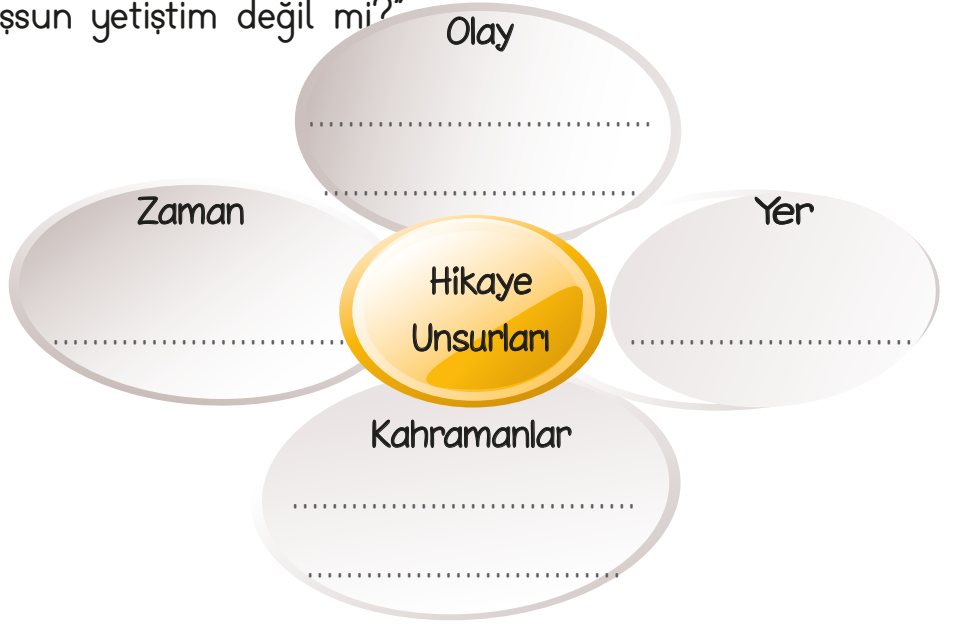 şsun yetiştim değil mi?”
Olay
Zaman
Yer
Hikaye
Unsurları
Kahramanlar